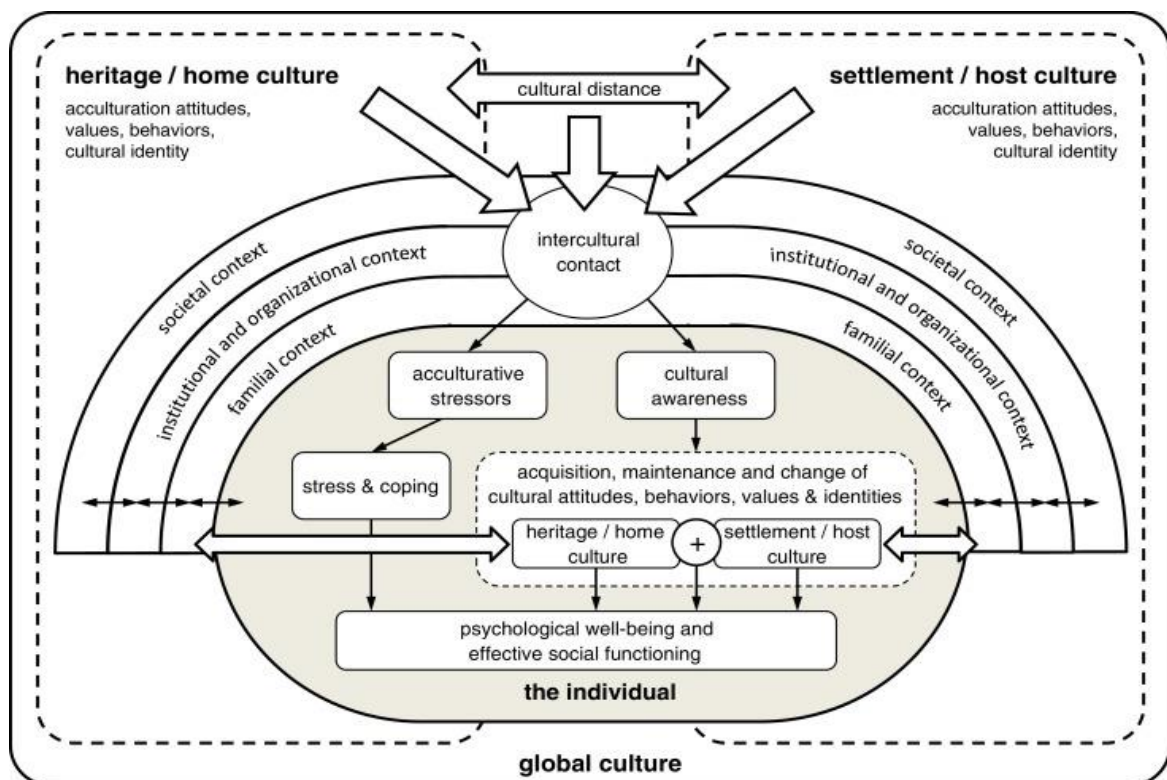 heritage / home culture
acculturation attitudes,
values, behaviors,
cultural identity
cultural distance
settlement / host culture
acculturation attitudes,
values, behaviors,
cultural identity
intercultural
contact
societal context
institutional and organizational context
familial context
societal context
institutional and organizational context
familial context
acculturative
stressors
cultural
awareness
stress & coping
acquisition, maintenance and change of
cultural attitudes, behaviors, values & identities
heritage / home
culture
+
settlement / host
culture
psychological well-being and
effective social functioning
the individual
global culture